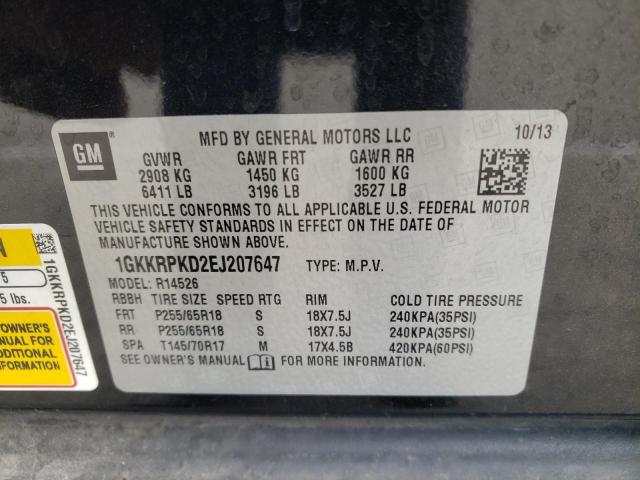 GM
MFD BY GENERAL MOTORS LLC 10/13
GVWR GAWR FRT GAWR RR
2908 KG 1450 KG 1600 KG
6411 LB 3196 LB 3527 LB
THIS VEHICLE CONFORMS TO ALL APPLICABLE U.S. FEDERAL MOTOR
VEHICLE SAFETY STANDARDS IN EFFECT ON THE DATE OF
MANUFACTURE SHOWN ABOVE.
1GKKRPKD2EJ207647 TYPE: M.P.V.
MODEL: R14526
RBBH TIRE SIZE SPEED RTG RIM COLD TIRE PRESSURE
FRT P255/65R18 S 18X7.5J 240KPA(35PSI)
RR P255/65R18 S 18X7.5J 240KPA(35PSI)
SPA T145/70R17 M 17X4.5B 420KPA(60PSI)
SEE OWNER'S MANUAL FOR MORE INFORMATION.
N
5
5 lbs.
OWNER'S
MANUAL
ADDITIONAL
INFORMATION
1GKKRPKD2EJ207647